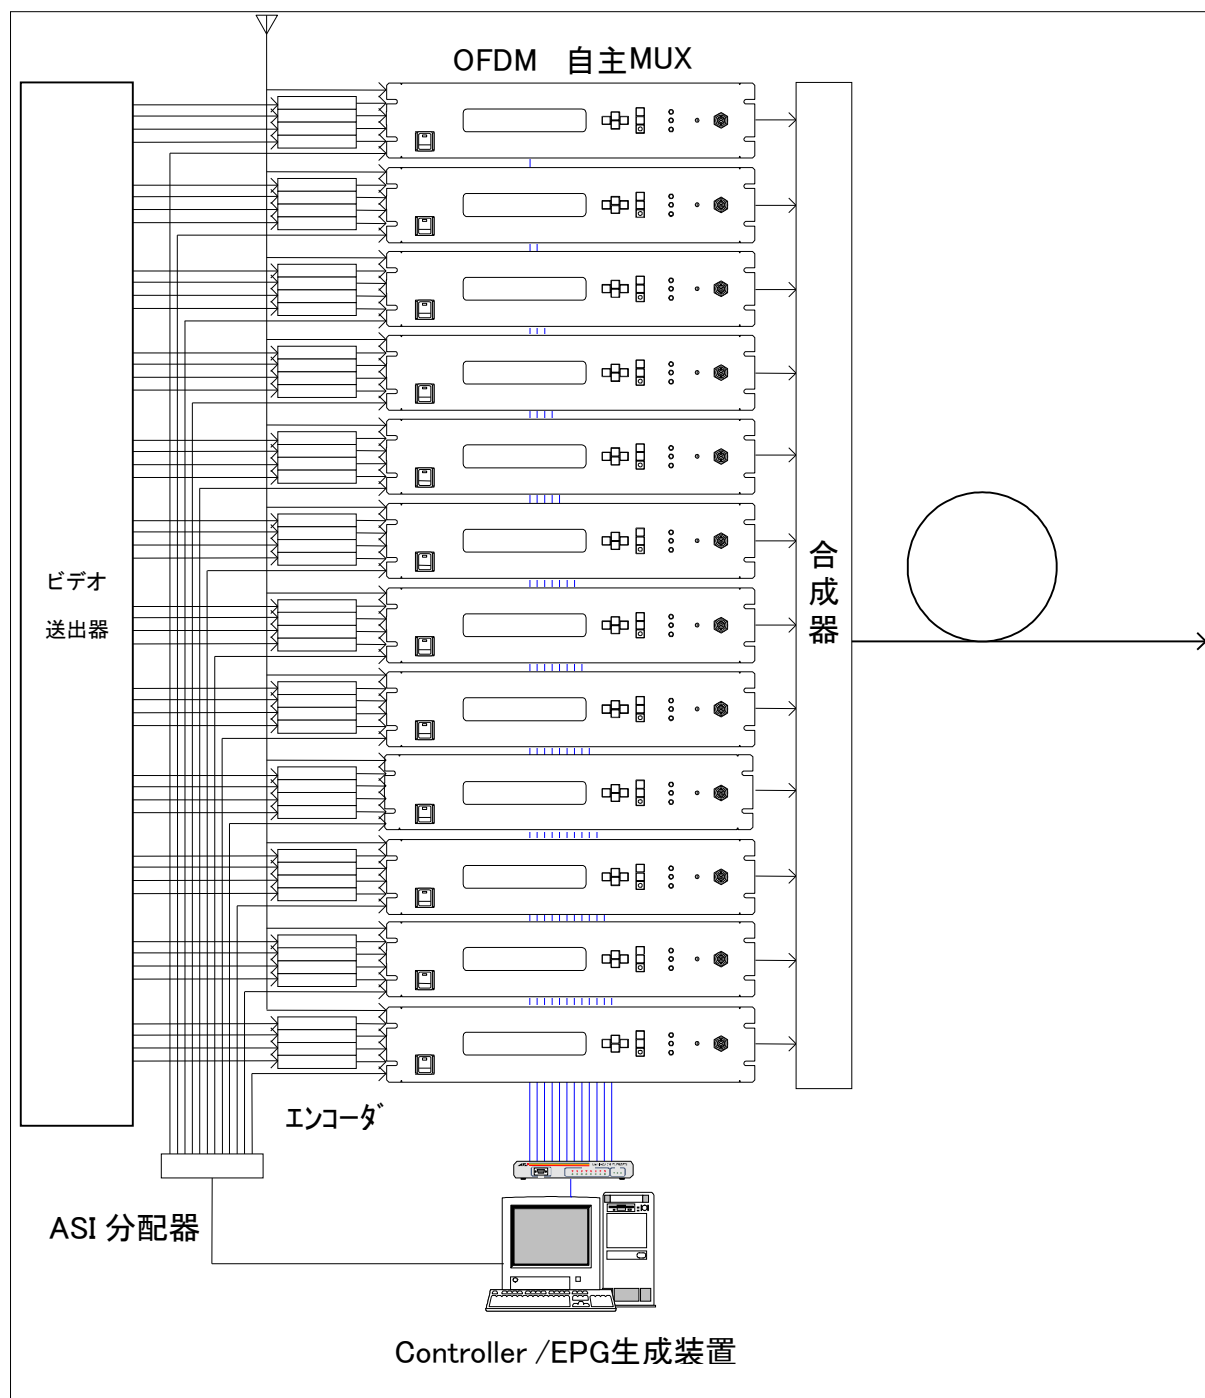 OFDM 自主MUX
ビデオ
送出器
合成器
エンコーダ
ASI 分配器
Controller /EPG生成装置